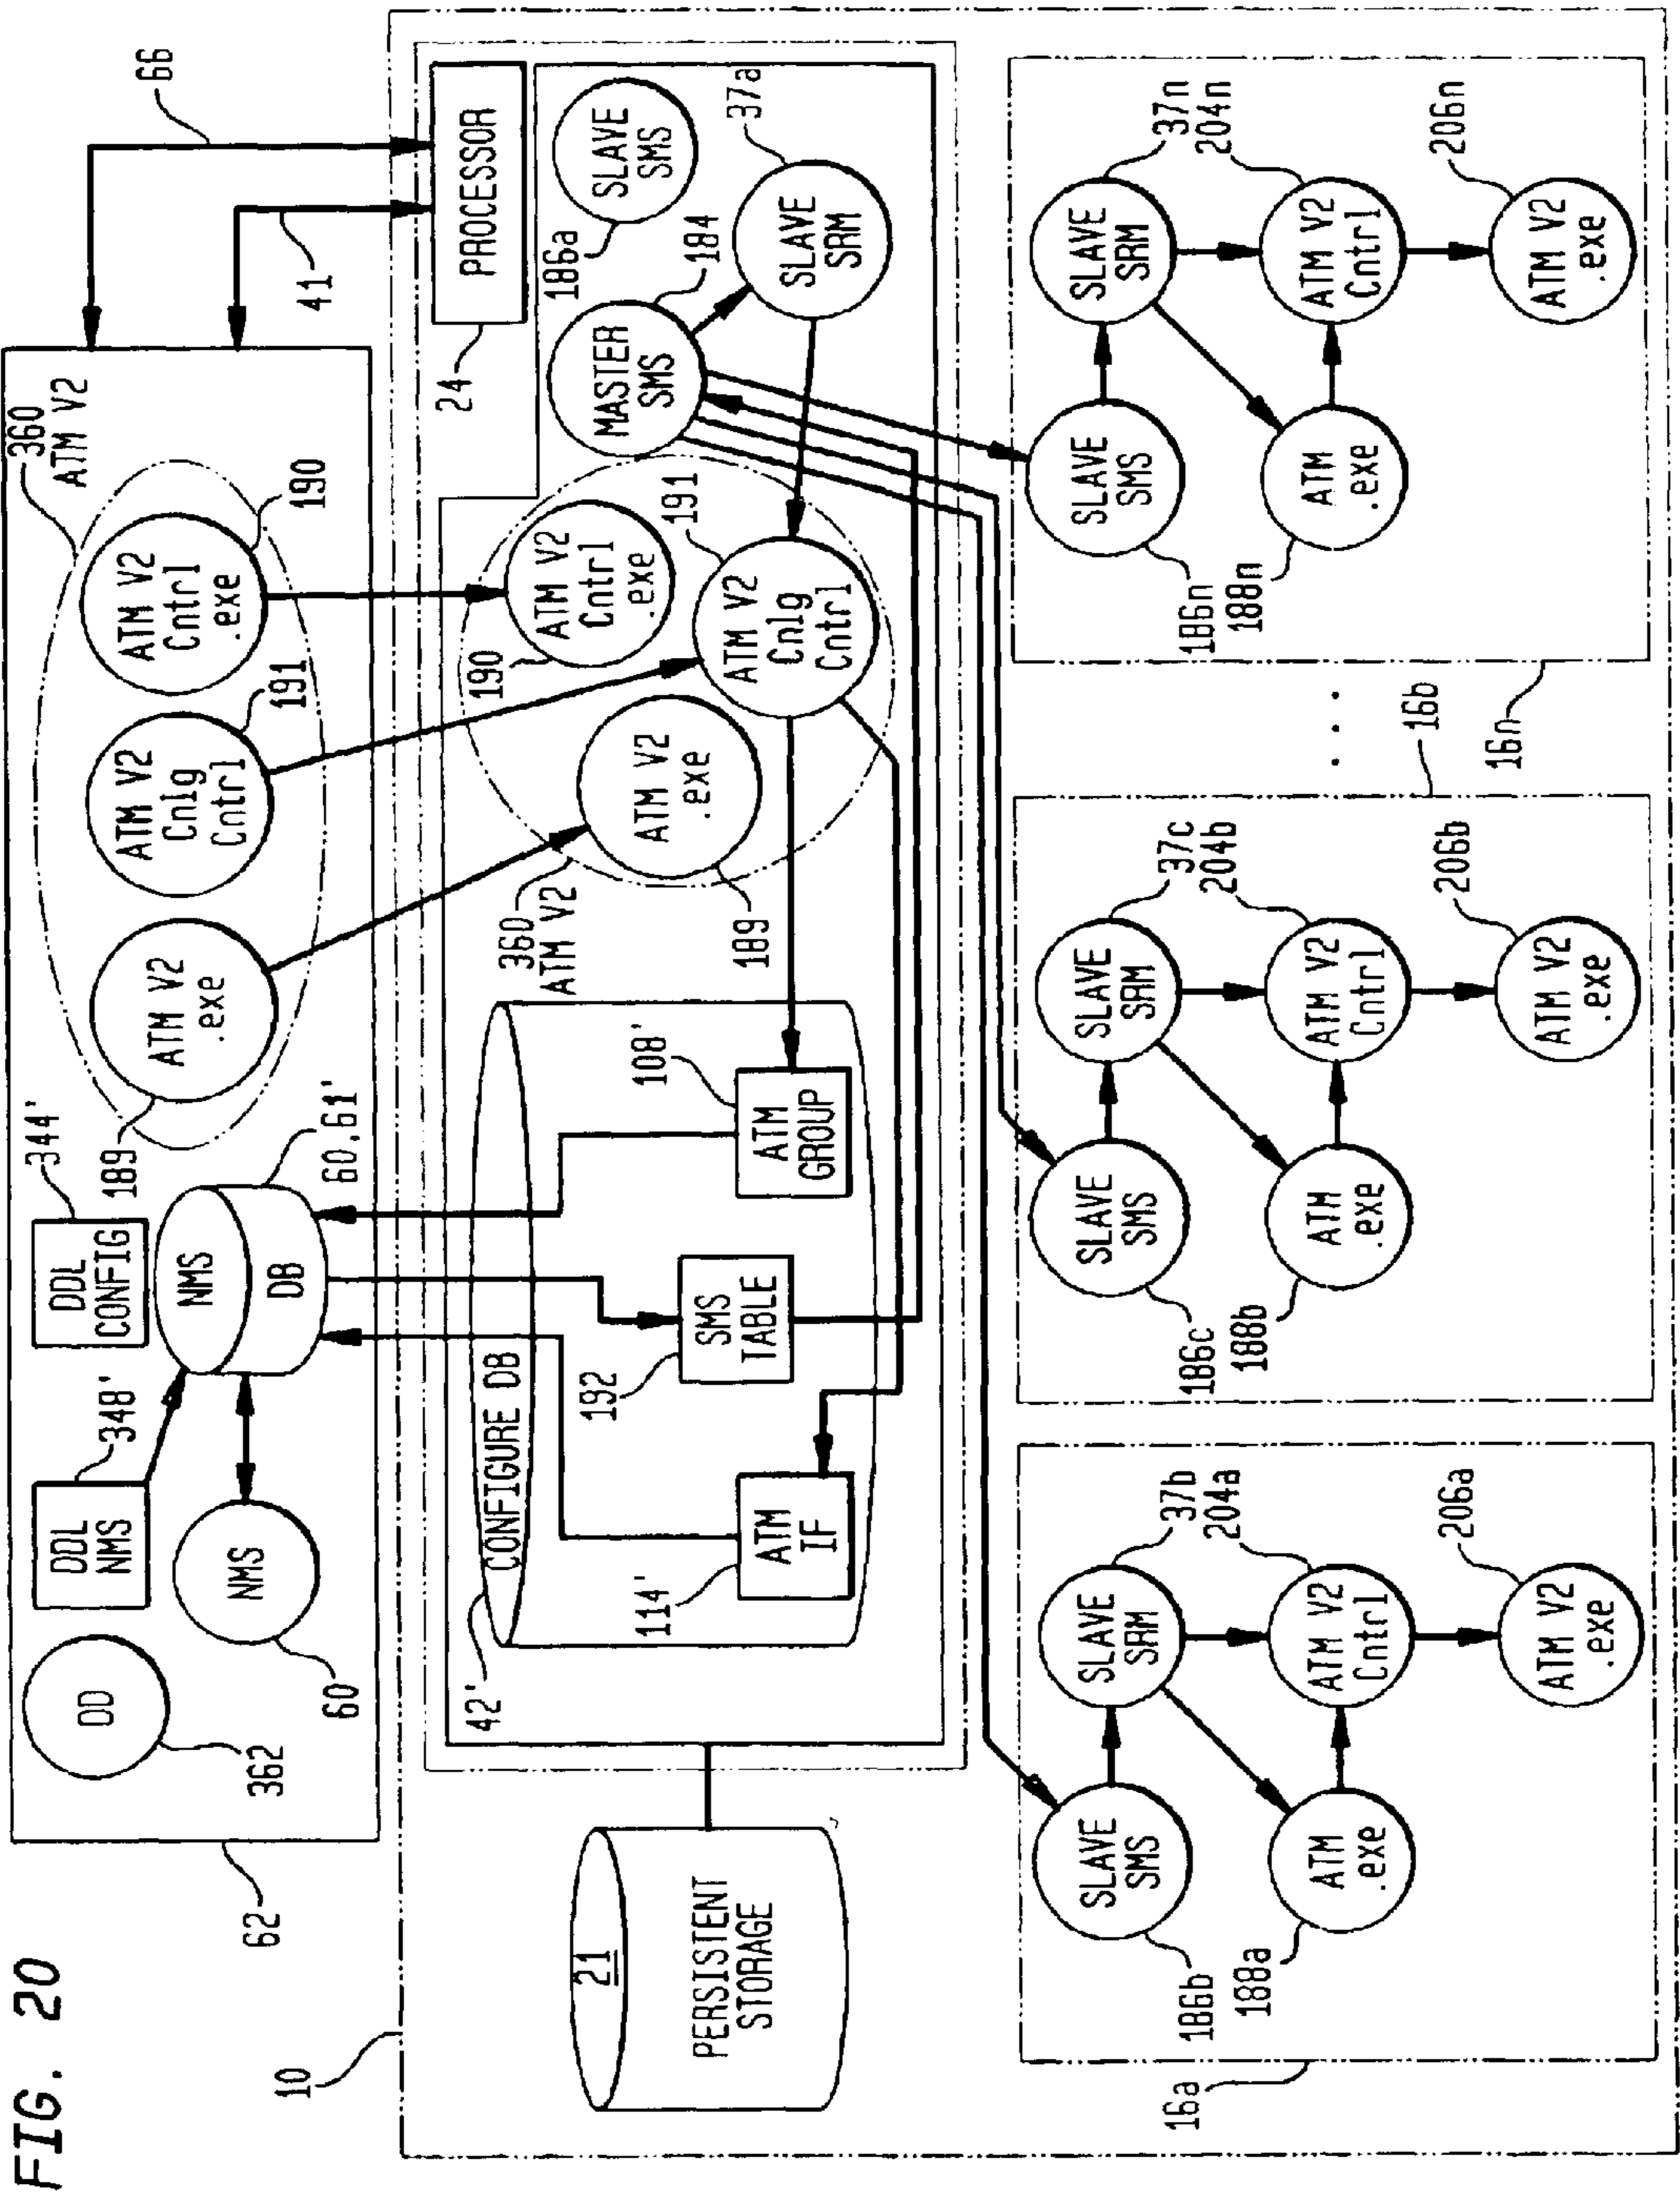 FIG. 20
62
362
DD
60
NMS
DDL
NMS
348'
DDL
CONFIG
344'
NMS
DB
60,61'
189
ATM V2
.exe
ATM V2
Cnlg
Cntrl
191
ATM V2
Cntrl
.exe
190
360
ATM V2
66
41
10
21
PERSISTENT
STORAGE
42'
CONFIGURE DB
114'
ATM
IF
192
SMS
TABLE
108'
ATM
GROUP
360
ATM V2
189
ATM V2
.exe
190
ATM V2
Cntrl
.exe
191
ATM V2
Cnlg
Cntrl
24
PROCESSOR
MASTER
SMS
184
186a
SLAVE
SMS
SLAVE
SRM
37a
16a
186b
SLAVE
SMS
SLAVE
SRM
37b
204a
188a
ATM
.exe
ATM V2
Cntrl
206a
ATM V2
.exe
16b
186c
SLAVE
SMS
SLAVE
SRM
37c
204b
188b
ATM
.exe
ATM V2
Cntrl
206b
ATM V2
.exe
. . .
16n
186n
SLAVE
SMS
SLAVE
SRM
37n
204n
188n
ATM
.exe
ATM V2
Cntrl
206n
ATM V2
.exe